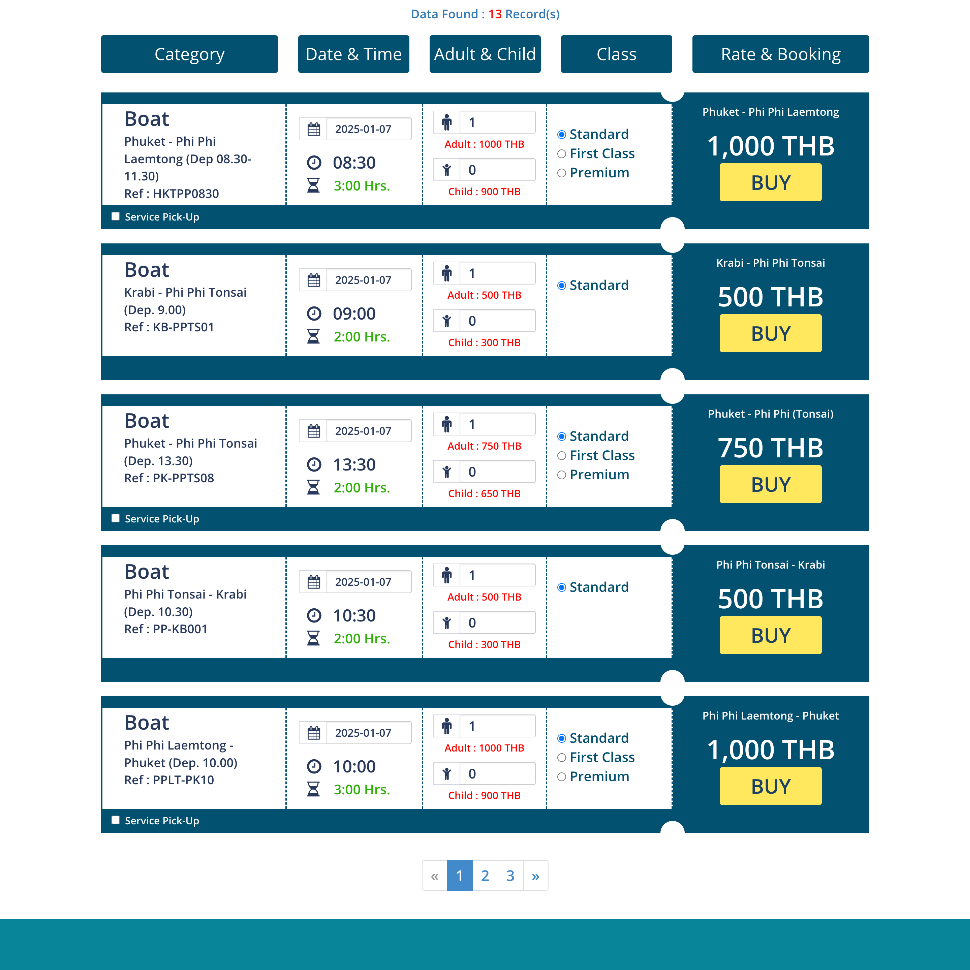 Data Found : 13 Record(s)
Category
Date & Time
Adult & Child
Class
Rate & Booking
Boat
Phuket - Phi Phi
Laemtong (Dep 08.30-
11.30)
Ref : HKTPP0830
2025-01-07
08:30
3:00 Hrs.
1
Adult : 1000 THB
0
Child : 900 THB
Standard
First Class
Premium
Phuket - Phi Phi Laemtong
1,000 THB
BUY
Service Pick-Up
Boat
Krabi - Phi Phi Tonsai
(Dep. 9.00)
Ref : KB-PPTS01
2025-01-07
09:00
2:00 Hrs.
1
Adult : 500 THB
0
Child : 300 THB
Standard
Krabi - Phi Phi Tonsai
500 THB
BUY
Boat
Phuket - Phi Phi Tonsai
(Dep. 13.30)
Ref : PK-PPTS08
2025-01-07
13:30
2:00 Hrs.
1
Adult : 750 THB
0
Child : 650 THB
Standard
First Class
Premium
Phuket - Phi Phi (Tonsai)
750 THB
BUY
Service Pick-Up
Boat
Phi Phi Tonsai - Krabi
(Dep. 10.30)
Ref : PP-KB001
2025-01-07
10:30
2:00 Hrs.
1
Adult : 500 THB
0
Child : 300 THB
Standard
Phi Phi Tonsai - Krabi
500 THB
BUY
Boat
Phi Phi Laemtong -
Phuket (Dep. 10.00)
Ref : PPLT-PK10
2025-01-07
10:00
3:00 Hrs.
1
Adult : 1000 THB
0
Child : 900 THB
Standard
First Class
Premium
Phi Phi Laemtong - Phuket
1,000 THB
BUY
Service Pick-Up
« 1 2 3 »